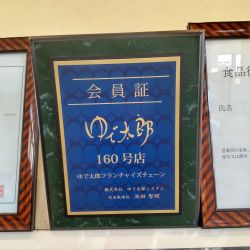 会員証
ゆで太郎
160号店
ゆで太郎フランチャイズチェーン
株式会社 ゆで太郎システム
代表取締役 池田 智昭
食品
氏名